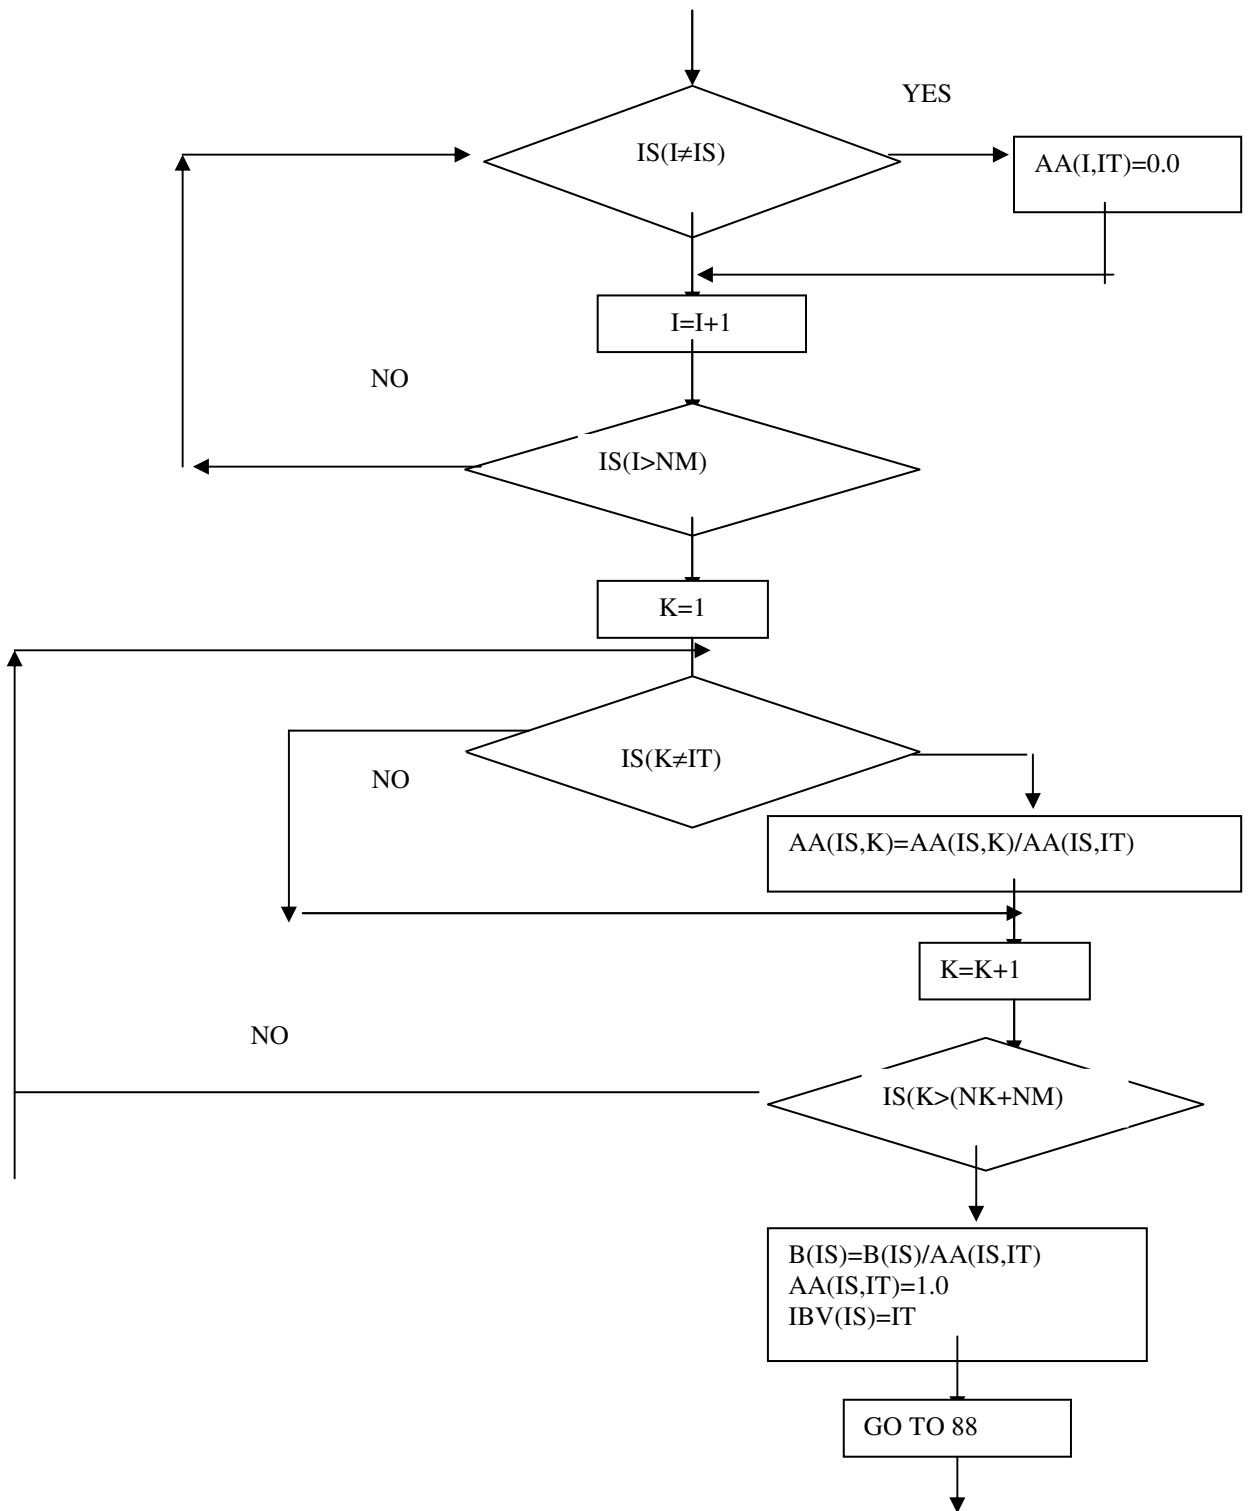 YES
IS(I≠IS)
AA(I,IT)=0.0
I=I+1
NO
IS(I>NM)
K=1
IS(K≠IT)
NO
AA(IS,K)=AA(IS,K)/AA(IS,IT)
K=K+1
NO
IS(K>(NK+NM)
B(IS)=B(IS)/AA(IS,IT)
AA(IS,IT)=1.0
IBV(IS)=IT
GO TO 88